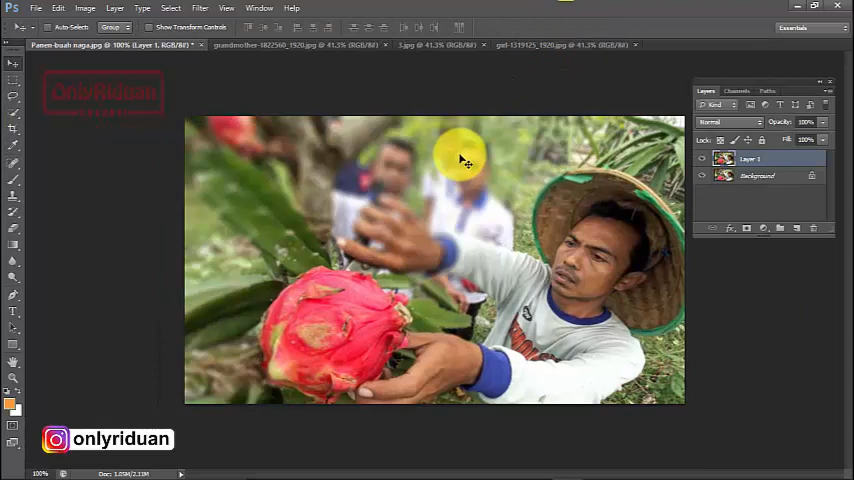 Ps File Edit Image Layer Type Select Filter View Window Help
Auto-Select: Group Show Transform Controls Essentials
Panen-buah naga.jpg @ 100% (Layer 1, RGB/8#) * × grandmother-1822560_1920.jpg @ 41.3% (RGB/8#) × 3.jpg @ 41.3% (RGB/8#) × girl-1319125_1920.jpg @ 41.3% (RGB/8#) ×
OnlyRiduan
Layers Channels Paths
Kind
Normal Opacity: 100%
Lock: Fill: 100%
Layer 1
Background
fx
onlyriduan
100% Doc: 1.05M/2.11M